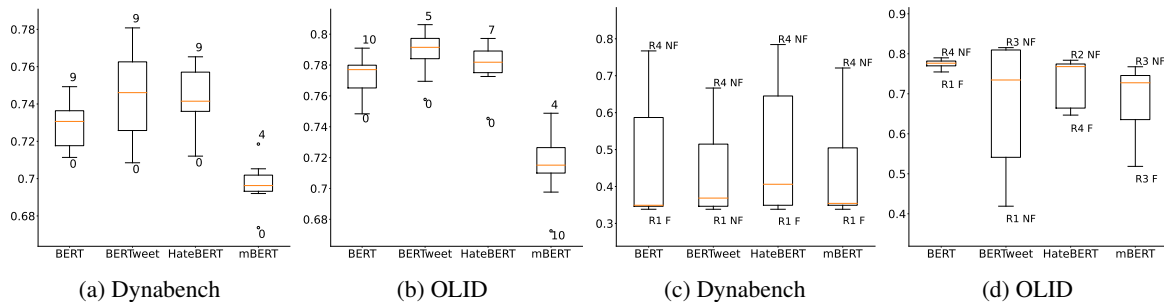 0.78
0.76
0.74
0.72
0.7
0.68
9
0
9
0
9
0
4
0
BERT BERTweet HateBERT mBERT
(a) Dynabench
0.8
0.78
0.76
0.74
0.72
0.7
0.68
10
0
5
0
7
0
4
10
BERT BERTweet HateBERT mBERT
(b) OLID
0.8
0.7
0.6
0.5
0.4
0.3
R4 NF
R1 F
R4 NF
R1 NF
R4 NF
R1 F
R4 NF
R1 F
BERT BERTweet HateBERT mBERT
(c) Dynabench
0.9
0.8
0.7
0.6
0.5
0.4
R4 NF
R1 F
R3 NF
R1 NF
R2 NF
R4 F
R3 NF
R3 F
BERT BERTweet HateBERT mBERT
(d) OLID